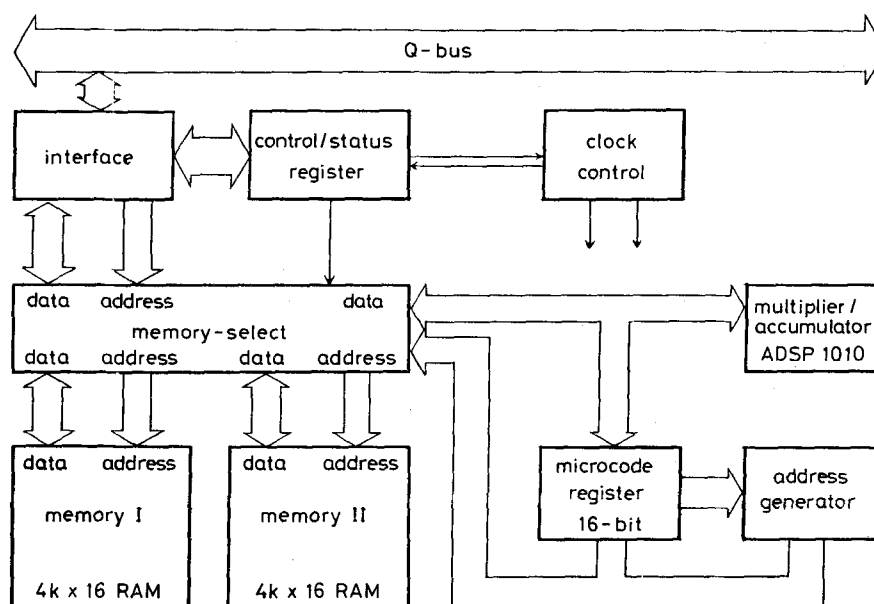 Q-bus
interface
control/status
register
clock
control
data address data
memory-select
data address data address
multiplier/
accumulator
ADSP 1010
data address
memory I
4k x 16 RAM
data address
memory II
4k x 16 RAM
microcode
register
16-bit
address
generator